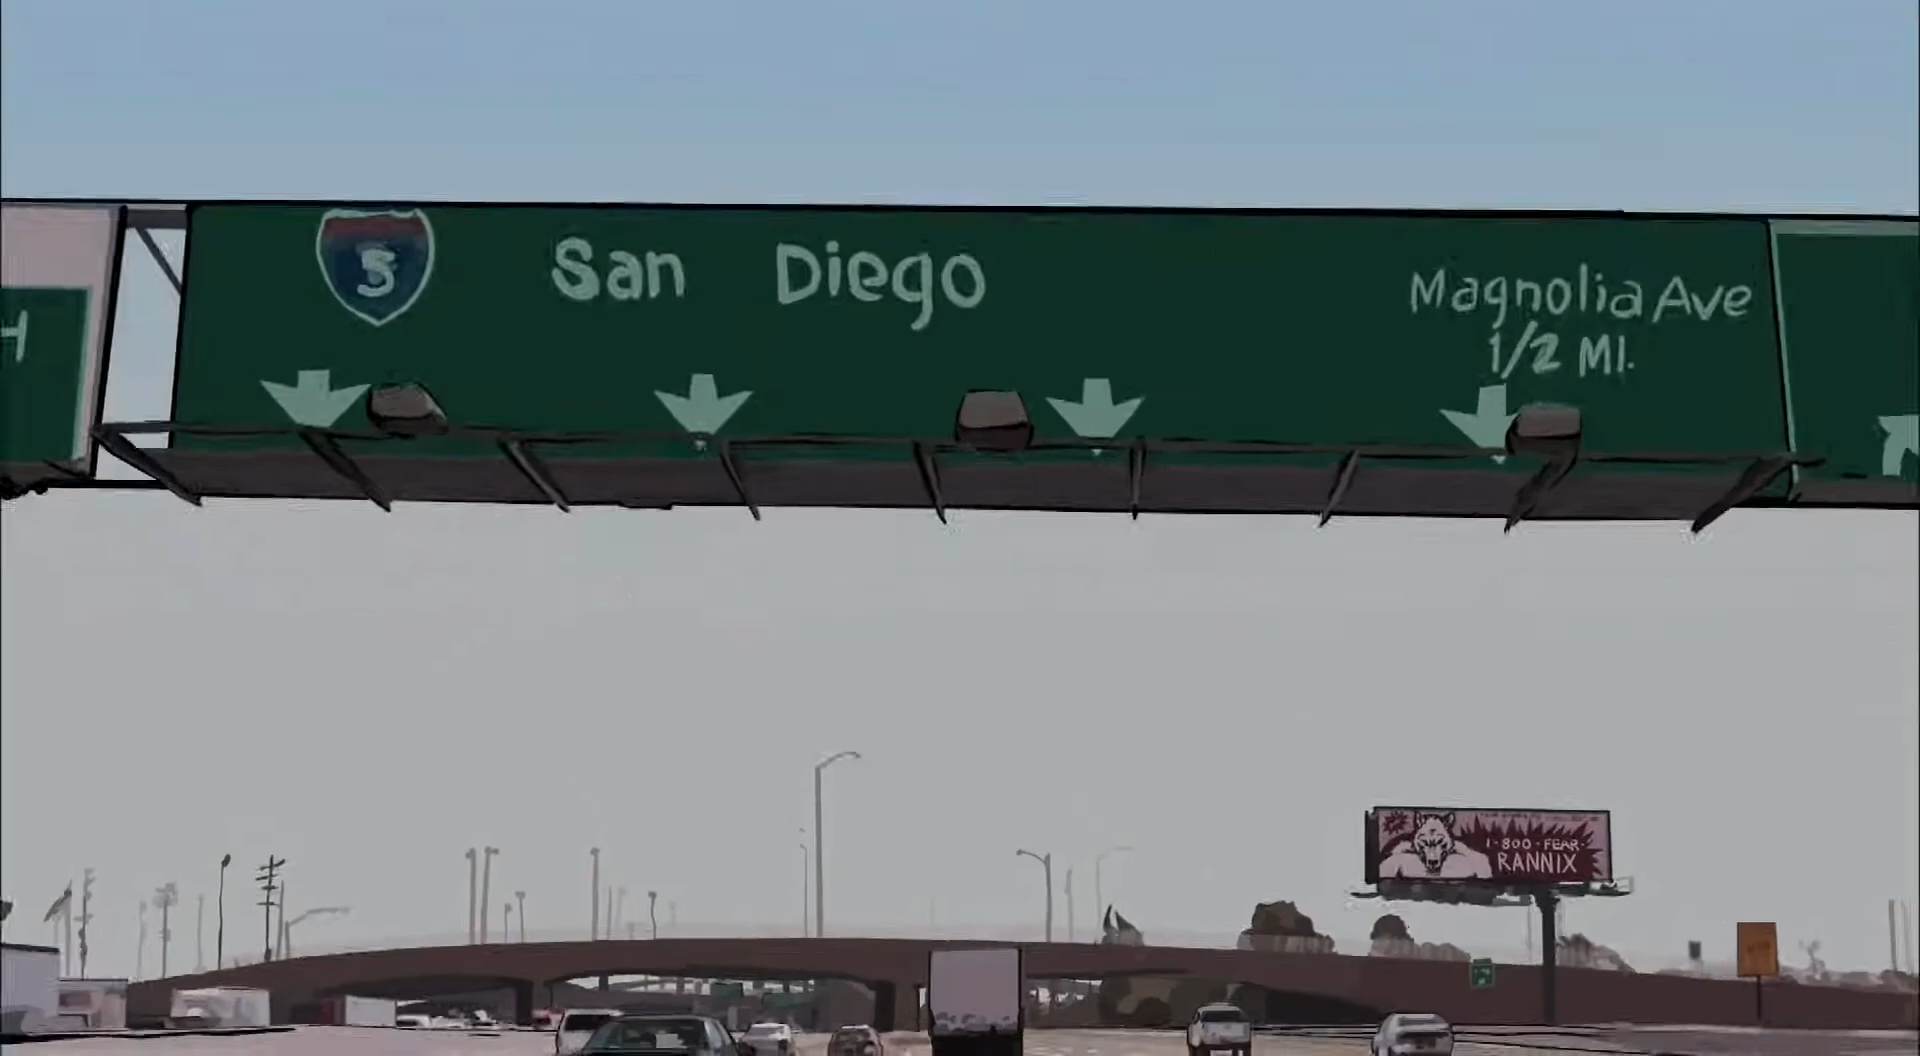 H
5
San Diego
Magnolia Ave
1/2 MI.
1-800-FEAR-
RANNIX